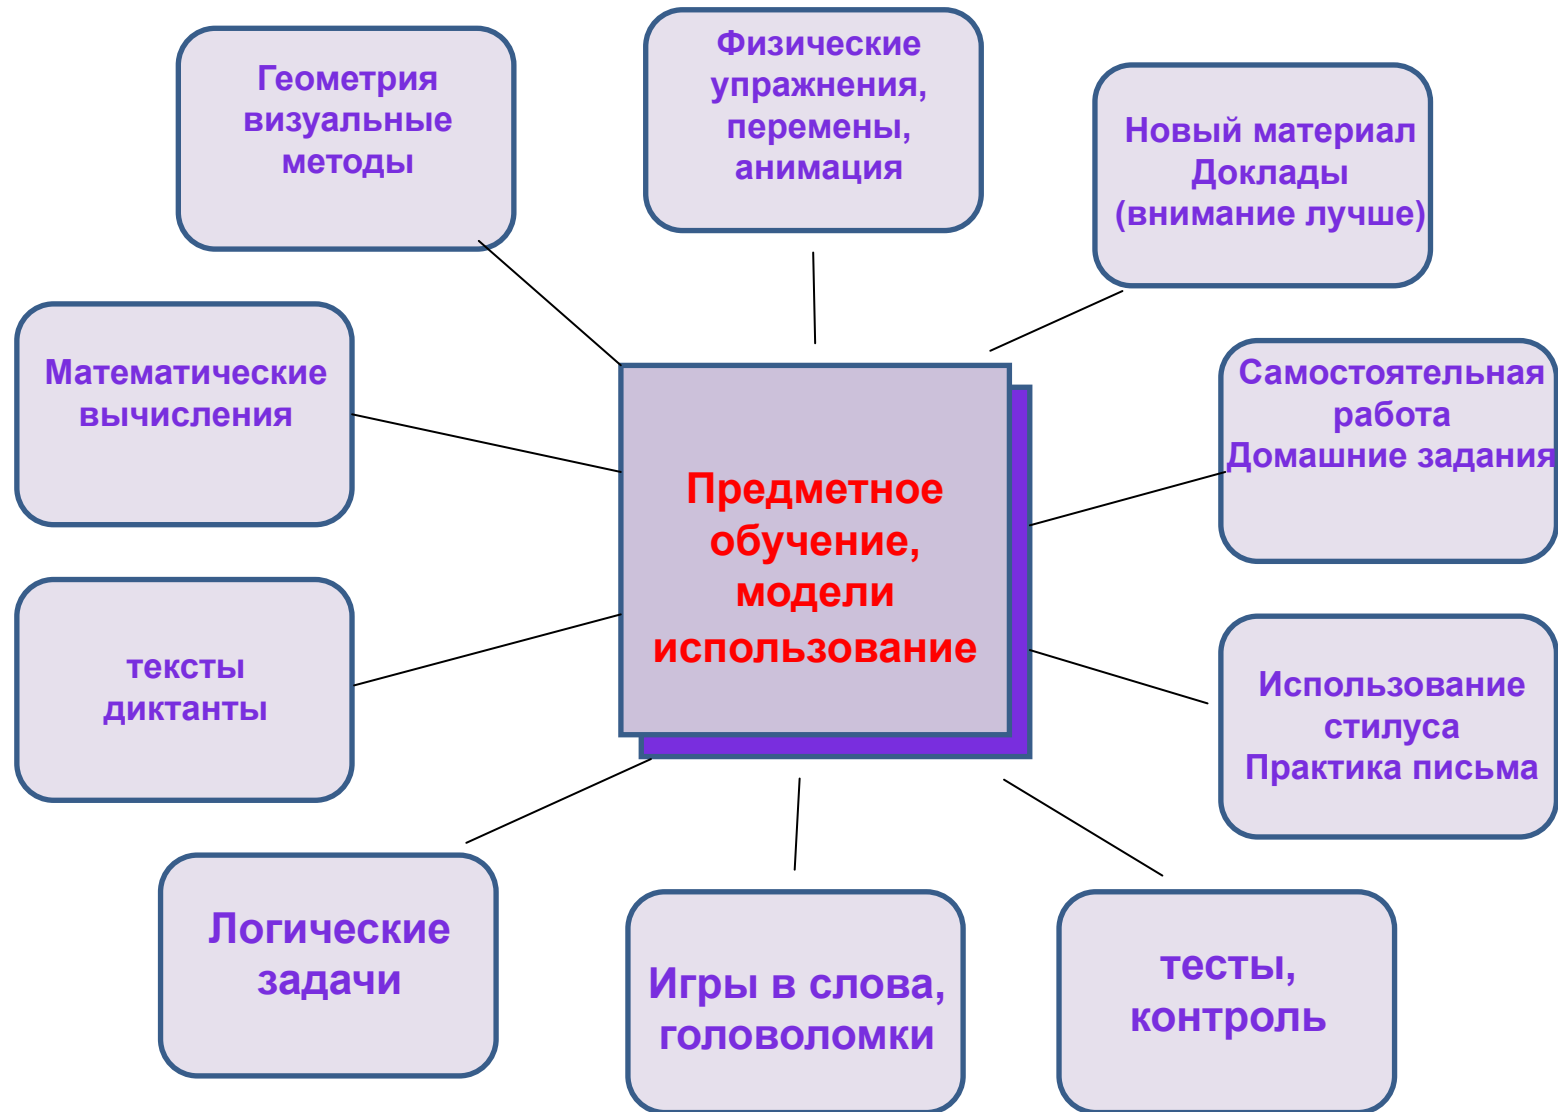 Геометрия
визуальные
методы
Физические
упражнения,
перемены,
анимация
Новый материал
Доклады
(внимание лучше)
Математические
вычисления
Самостоятельная
работа
Домашние задания
Предметное
обучение,
модели
использование
тексты
диктанты
Использование
стилуса
Практика письма
Логические
задачи
Игры в слова,
головоломки
тесты,
контроль